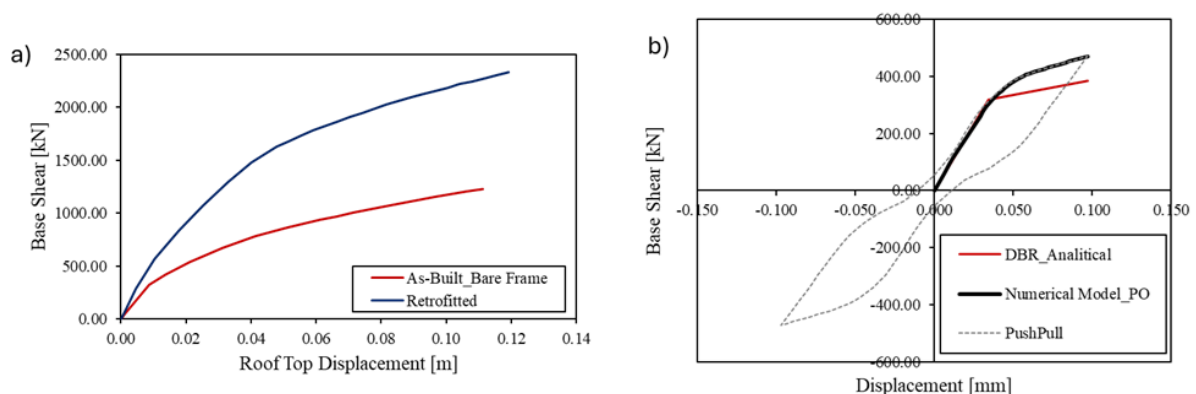 a)
Base Shear [kN]
2500.00
2000.00
1500.00
1000.00
500.00
0.00
0.00 0.02 0.04 0.06 0.08 0.10 0.12 0.14
Roof Top Displacement [m]
As-Built_Bare Frame
Retrofitted
b)
Base Shear [kN]
600.00
400.00
200.00
0.00
-200.00
-400.00
-600.00
-0.150 -0.100 -0.050 0.000 0.050 0.100 0.150
DBR_Analitical
Numerical Model_PO
PushPull
Displacement [mm]